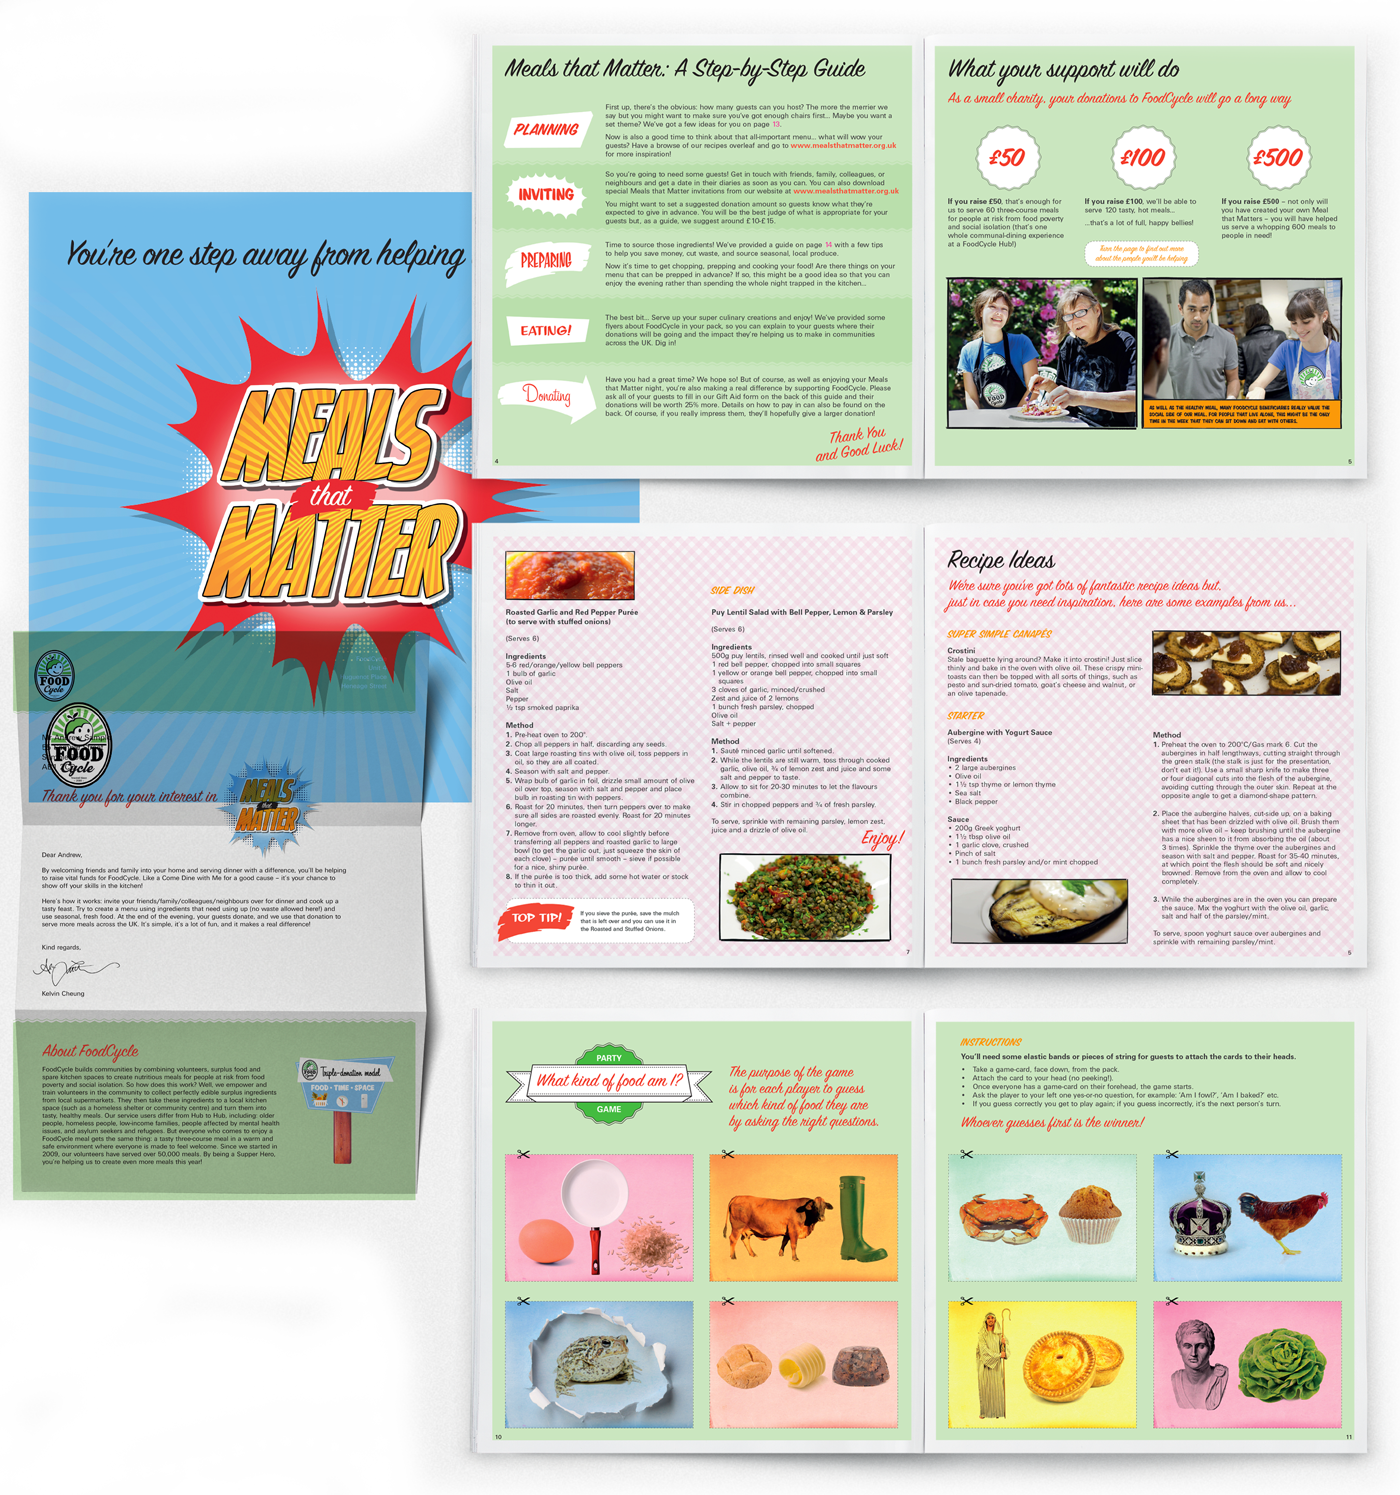 You're one step away from helping
MEALS
that
MATTER
FOOD
Cycle
FOOD
Cycle
Thank you for your interest in
MEALS
that
MATTER
Dear Andrew,
By welcoming friends and family into your home and serving dinner with a difference, you'll be helping
to raise vital funds for FoodCycle. Like a Come Dine with Me for a good cause – it's your chance to
show off your skills in the kitchen!
Here's how it works: invite your friends/family/colleagues/neighbours over for dinner and cook up a
tasty feast. Try to create a menu using ingredients that need using up (no waste allowed here!) and
use seasonal, fresh food. At the end of the evening, your guests donate, and we use that donation to
serve more meals across the UK. It's simple, it's a lot of fun, and it makes a real difference!
Kind regards,
Kelvin Cheung
About FoodCycle
FoodCycle builds communities by combining volunteers, surplus food and
spare kitchen spaces to create nutritious meals for people at risk from food
poverty and social isolation. So how does this work? Well, we empower and
train volunteers in the community to collect perfectly edible surplus ingredients
from local supermarkets. They then take these ingredients to a local kitchen
space (such as a homeless shelter or community centre) and turn them into
tasty, healthy meals. Our service users differ from Hub to Hub, including: older
people, homeless people, low-income families, people affected by mental health
issues, and asylum seekers and refugees. But everyone who comes to enjoy a
FoodCycle meal gets the same thing: a tasty three-course meal in a warm and
safe environment where everyone is made to feel welcome. Since we started in
2009, our volunteers have served over 50,000 meals. By being a Super Hero,
you're helping us to create even more meals this year!
Triple-donation model
FOOD · TIME · SPACE
Meals that Matter: A Step-by-Step Guide
PLANNING
First up, there's the obvious: how many guests can you host? The more the merrier we
say but you might want to make sure you've got enough chairs first... Maybe you want a
set theme? We've got a few ideas for you on page 13.
Now is also a good time to think about that all-important menu... what will wow your
guests? Have a browse of our recipes overleaf and go to www.mealsthatmatter.org.uk
for more inspiration!
INVITING
So you're going to need some guests! Get in touch with friends, family, colleagues, or
neighbours and get a date in their diaries as soon as you can. You can also download
special Meals that Matter invitations from our website at www.mealsthatmatter.org.uk
You might want to set a suggested donation amount so guests know what they're
expected to give in advance. You will be the best judge of what is appropriate for your
guests but, as a guide, we suggest around £10-£15.
PREPARING
Time to source those ingredients! We've provided a guide on page 14 with a few tips
to help you save money, cut waste, and source seasonal, local produce.
Now it's time to get chopping, prepping and cooking your food! Are there things on your
menu that can be prepped in advance? If so, this might be a good idea so that you can
enjoy the evening rather than spending the whole night trapped in the kitchen...
EATING!
The best bit... Serve up your super culinary creations and enjoy! We've provided some
flyers about FoodCycle in your pack, so you can explain to your guests where their
donations will be going and the impact they're helping us to make in communities
across the UK. Dig in!
Donating
Have you had a great time? We hope so! But of course, as well as enjoying your Meals
that Matter night, you're also making a real difference by supporting FoodCycle. Please
ask all of your guests to fill in our Gift Aid form on the back of this guide and their
donations will be worth 25% more. Details on how to pay in can also be found on the
back. Of course, if you really impress them, they'll hopefully give a larger donation!
Thank You
and Good Luck!
4
What your support will do
As a small charity, your donations to FoodCycle will go a long way
£50
If you raise £50, that's enough for
us to serve 60 three-course meals
for people at risk from food poverty
and social isolation (that's one
whole communal-dining experience
at a FoodCycle Hub!)
£100
If you raise £100, we'll be able to
serve 120 tasty, hot meals...
...that's a lot of full, happy bellies!
Turn the page to find out more
about the people you'll be helping
£500
If you raise £500 – not only will
you have created your own Meal
that Matters – you will have helped
us serve a whopping 600 meals to
people in need!
FOOD
Cycle
AS WELL AS THE HEALTHY MEAL, MANY FOODCYCLE BENEFICIARIES REALLY VALUE THE
SOCIAL SIDE OF OUR MEAL. FOR PEOPLE THAT LIVE ALONE, THIS MIGHT BE THE ONLY
TIME IN THE WEEK THAT THEY CAN SIT DOWN AND EAT WITH OTHERS.
5
Roasted Garlic and Red Pepper Purée
(to serve with stuffed onions)
(Serves 6)
Ingredients
5-6 red/orange/yellow bell peppers
1 bulb of garlic
Olive oil
Salt
Pepper
½ tsp smoked paprika
Method
1. Pre-heat oven to 200°.
2. Chop all peppers in half, discarding any seeds.
3. Coat large roasting tins with olive oil, toss peppers in
oil, so they are all coated.
4. Season with salt and pepper.
5. Wrap bulb of garlic in foil, drizzle small amount of olive
oil over top, season with salt and pepper and place
bulb in roasting tin with peppers.
6. Roast for 20 minutes, then turn peppers over to make
sure all sides are roasted evenly. Roast for 20 minutes
longer.
7. Remove from oven, allow to cool slightly before
transferring all peppers and roasted garlic to large
bowl (to get the garlic out, just squeeze the skin of
each clove) – purée until smooth – sieve if possible
for a nice, shiny purée.
8. If the purée is too thick, add some hot water or stock
to thin it out.
TOP TIP!
If you sieve the purée, save the mulch
that is left over and you can use it in
the Roasted and Stuffed Onions.
SIDE DISH
Puy Lentil Salad with Bell Pepper, Lemon & Parsley
(Serves 6)
Ingredients
500g puy lentils, rinsed well and cooked until just soft
1 red bell pepper, chopped into small squares
1 yellow or orange bell pepper, chopped into small
squares
3 cloves of garlic, minced/crushed
Zest and juice of 2 lemons
1 bunch fresh parsley, chopped
Olive oil
Salt + pepper
Method
1. Sauté minced garlic until softened.
2. While the lentils are still warm, toss through cooked
garlic, olive oil, ¾ of lemon zest and juice and some
salt and pepper to taste.
3. Allow to sit for 20-30 minutes to let the flavours
combine.
4. Stir in chopped peppers and ¾ of fresh parsley.
To serve, sprinkle with remaining parsley, lemon zest,
juice and a drizzle of olive oil.
Enjoy!
7
Recipe Ideas
We're sure you've got lots of fantastic recipe ideas but,
just in case you need inspiration, here are some examples from us...
SUPER SIMPLE CANAPÉS
Crostini
Stale baguette lying around? Make it into crostini! Just slice
thinly and bake in the oven with olive oil. These crispy mini-
toasts can then be topped with all sorts of things, such as
pesto and sun-dried tomato, goat's cheese and walnut, or
an olive tapenade.
STARTER
Aubergine with Yogurt Sauce
(Serves 4)
Ingredients
• 2 large aubergines
• Olive oil
• 1½ tsp thyme or lemon thyme
• Sea salt
• Black pepper
Sauce
• 200g Greek yoghurt
• 1½ tbsp olive oil
• 1 garlic clove, crushed
• Pinch of salt
• 1 bunch fresh parsley and/or mint chopped
Method
1. Preheat the oven to 200°C/Gas mark 6. Cut the
aubergines in half lengthways, cutting straight through
the green stalk (the stalk is just for the presentation,
don't eat it!). Use a small sharp knife to make three
or four diagonal cuts into the flesh of the aubergine,
avoiding cutting through the outer skin. Repeat at the
opposite angle to get a diamond-shape pattern.
2. Place the aubergine halves, cut-side up, on a baking
sheet that has been drizzled with olive oil. Brush them
with more olive oil – keep brushing until the aubergine
has a nice sheen to it from absorbing the oil (about
3 times). Sprinkle the thyme over the aubergines and
season with salt and pepper. Roast for 35-40 minutes,
at which point the flesh should be soft and nicely
browned. Remove from the oven and allow to cool
completely.
3. While the aubergines are in the oven you can prepare
the sauce. Mix the yoghurt with the olive oil, garlic,
salt and half of the parsley/mint.
To serve, spoon yoghurt sauce over aubergines and
sprinkle with remaining parsley/mint.
5
PARTY
What kind of food am I?
GAME
The purpose of the game
is for each player to guess
which kind of food they are
by asking the right questions.
10
INSTRUCTIONS
You'll need some elastic bands or pieces of string for guests to attach the cards to their heads.
• Take a game-card, face down, from the pack.
• Attach the card to your head (no peeking!).
• Once everyone has a game-card on their forehead, the game starts.
• Ask the player to your left one yes-or-no question, for example: 'Am I fowl?', 'Am I baked?' etc.
• If you guess correctly you get to play again; if you guess incorrectly, it's the next person's turn.
Whoever guesses first is the winner!
11